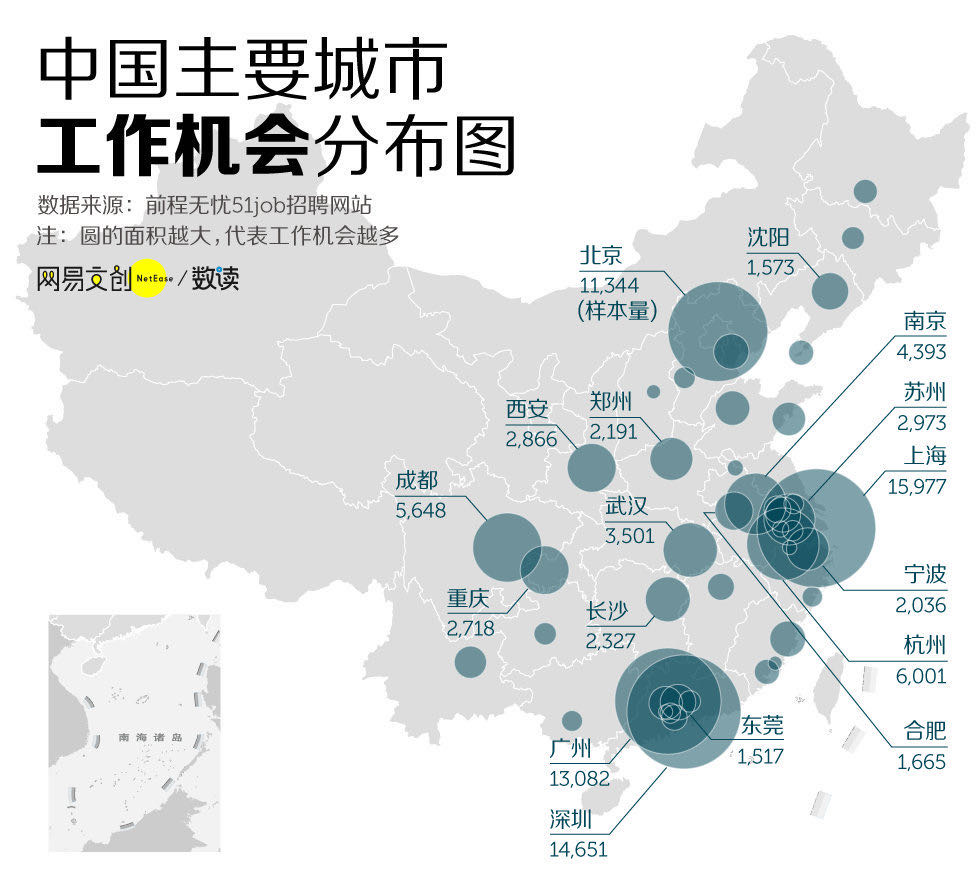 中国主要城市
工作机会分布图
数据来源：前程无忧51job招聘网站
注：圆的面积越大，代表工作机会越多
网易文创 NetEase / 数读
北京
11,344
(样本量)
沈阳
1,573
南京
4,393
苏州
2,973
上海
15,977
西安
2,866
郑州
2,191
成都
5,648
武汉
3,501
宁波
2,036
重庆
2,718
长沙
2,327
杭州
6,001
合肥
1,665
东莞
1,517
广州
13,082
深圳
14,651
南海诸岛